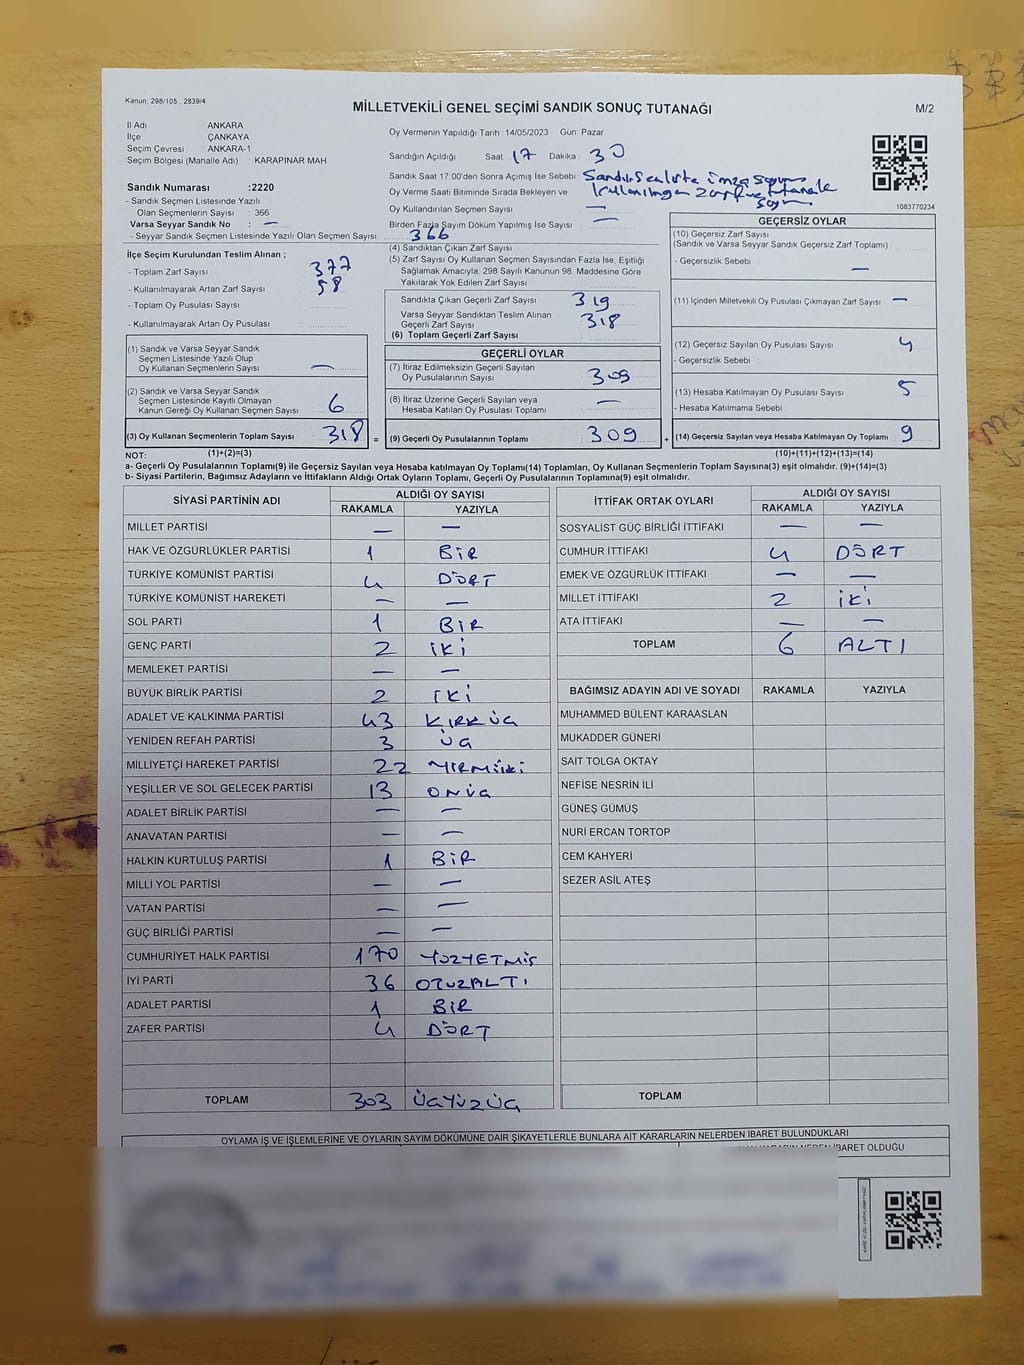 Kanun: 298/105 , 2839/4
MİLLETVEKİLİ GENEL SEÇİMİ SANDIK SONUÇ TUTANAĞI
M/2
İl Adı : ANKARA
İlçe : ÇANKAYA
Seçim Çevresi : ANKARA-1
Seçim Bölgesi (Mahalle Adı) : KARAPINAR MAH
Sandık Numarası :2220
- Sandık Seçmen Listesinde Yazılı
Olan Seçmenlerin Sayısı : 366
Varsa Seyyar Sandık No : —
- Seyyar Sandık Seçmen Listesinde Yazılı Olan Seçmen Sayısı
Oy Vermenin Yapıldığı Tarih :14/05/2023 Gün: Pazar
Sandığın Açıldığı Saat 17 Dakika: 30
Sandık Saat 17:00'den Sonra Açımış İse Sebebi Sandık Seç liste imza sayısı
Oy Verme Saati Bitiminde Sırada Bekleyen ve kullanılmayan zarf ve tutanakla
sayım
Oy Kullandırılan Seçmen Sayısı —
Birden Fazla Sayım Döküm Yapılmış İse Sayısı —
1083770234
366
İlçe Seçim Kurulundan Teslim Alınan ;
- Toplam Zarf Sayısı 377
- Kullanılmayarak Artan Zarf Sayısı 58
- Toplam Oy Pusulası Sayısı
- Kullanılmayarak Artan Oy Pusulası
(4) Sandıktan Çıkan Zarf Sayısı
(5) Zarf Sayısı Oy Kullanan Seçmen Sayısından Fazla İse, Eşitliği
Sağlamak Amacıyla, 298 Sayılı Kanunun 98. Maddesine Göre
Yakılarak Yok Edilen Zarf Sayısı
Sandıkta Çıkan Geçerli Zarf Sayısı 319
Varsa Seyyar Sandıktan Teslim Alınan
Geçerli Zarf Sayısı 318
(6) Toplam Geçerli Zarf Sayısı
GEÇERSİZ OYLAR
(10) Geçersiz Zarf Sayısı
(Sandık ve Varsa Seyyar Sandık Geçersiz Zarf Toplamı)
- Geçersizlik Sebebi : —
(11) İçinden Milletvekili Oy Pusulası Çıkmayan Zarf Sayısı —
(12) Geçersiz Sayılan Oy Pusulası Sayısı 4
- Geçersizlik Sebebi :
(13) Hesaba Katılmayan Oy Pusulası Sayısı 5
- Hesaba Katılmama Sebebi
(14) Geçersiz Sayılan veya Hesaba Katılmayan Oy Toplamı 9
(1) Sandık ve Varsa Seyyar Sandık
Seçmen Listesinde Yazılı Olup
Oy Kullanan Seçmenlerin Sayısı —
(2) Sandık ve Varsa Seyyar Sandık
Seçmen Listesinde Kayıtlı Olmayan
Kanun Gereği Oy Kullanan Seçmen Sayısı 6
(3) Oy Kullanan Seçmenlerin Toplam Sayısı 318 =
GEÇERLİ OYLAR
(7) İtiraz Edilmeksizin Geçerli Sayılan
Oy Pusulalarının Sayısı 309
(8) İtiraz Üzerine Geçerli Sayılan veya
Hesaba Katılan Oy Pusulası Toplamı —
(9) Geçerli Oy Pusulalarının Toplamı 309 +
NOT: (1)+(2)=(3) (10)+(11)+(12)+(13)=(14)
a- Geçerli Oy Pusulalarının Toplamı(9) ile Geçersiz Sayılan veya Hesaba katılmayan Oy Toplamı(14) Toplamları, Oy Kullanan Seçmenlerin Toplam Sayısına(3) eşit olmalıdır. (9)+(14)=(3)
b- Siyasi Partilerin, Bağımsız Adayların ve İttifakların Aldığı Ortak Oyların Toplamı, Geçerli Oy Pusulalarının Toplamına(9) eşit olmalıdır.
SİYASİ PARTİNİN ADI ALDIĞI OY SAYISI
RAKAMLA YAZIYLA
MİLLET PARTİSİ — —
HAK VE ÖZGÜRLÜKLER PARTİSİ 1 BİR
TÜRKİYE KOMÜNİST PARTİSİ 4 DÖRT
TÜRKİYE KOMÜNİST HAREKETİ — —
SOL PARTİ 1 BİR
GENÇ PARTİ 2 İKİ
MEMLEKET PARTİSİ — —
BÜYÜK BİRLİK PARTİSİ 2 İKİ
ADALET VE KALKINMA PARTİSİ 43 KIRKÜÇ
YENİDEN REFAH PARTİSİ 3 ÜÇ
MİLLİYETÇİ HAREKET PARTİSİ 22 YİRMİİKİ
YEŞİLLER VE SOL GELECEK PARTİSİ 13 ONÜÇ
ADALET BİRLİK PARTİSİ — —
ANAVATAN PARTİSİ — —
HALKIN KURTULUŞ PARTİSİ 1 BİR
MİLLİ YOL PARTİSİ — —
VATAN PARTİSİ — —
GÜÇ BİRLİĞİ PARTİSİ — —
CUMHURİYET HALK PARTİSİ 170 YÜZYETMİŞ
İYİ PARTİ 36 OTUZALTI
ADALET PARTİSİ 1 BİR
ZAFER PARTİSİ 4 DÖRT
TOPLAM 303 ÜÇYÜZÜÇ
İTTİFAK ORTAK OYLARI ALDIĞI OY SAYISI
RAKAMLA YAZIYLA
SOSYALİST GÜÇ BİRLİĞİ İTTİFAKI — —
CUMHUR İTTİFAKI 4 DÖRT
EMEK VE ÖZGÜRLÜK İTTİFAKI — —
MİLLET İTTİFAKI 2 İKİ
ATA İTTİFAKI — —
TOPLAM 6 ALTI
BAĞIMSIZ ADAYIN ADI VE SOYADI RAKAMLA YAZIYLA
MUHAMMED BÜLENT KARAASLAN
MUKADDER GÜNERİ
SAİT TOLGA OKTAY
NEFİSE NESRİN İLİ
GÜNEŞ GÜMÜŞ
NURİ ERCAN TORTOP
CEM KAHYERİ
SEZER ASİL ATEŞ
TOPLAM
OYLAMA İŞ VE İŞLEMLERİNE VE OYLARIN SAYIM DÖKÜMÜNE DAİR ŞİKAYETLERLE BUNLARA AİT KARARLARIN NELERDEN İBARET BULUNDUKLARI
İBARET OLDUĞU